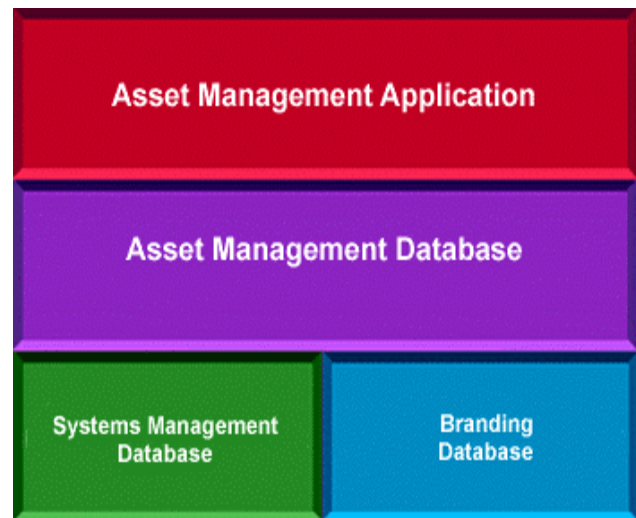 Asset Management Application
Asset Management Database
Systems Management
Database
Branding
Database